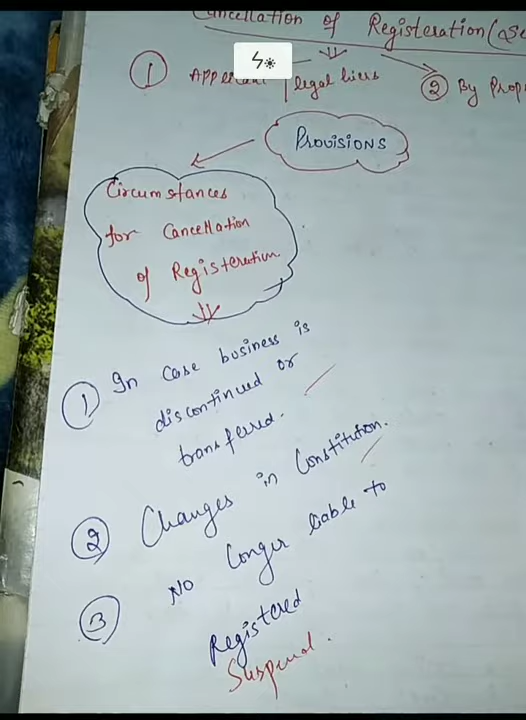 Cancellation of Registeration (
① Applicant / legal hiers
② By Prop
Provisions
Circumstances
for Cancellation
of Registeration
① In case business is
discontinued or
transferred.
② Changes in Constitution.
③ No longer liable to
Registered
Suspend.